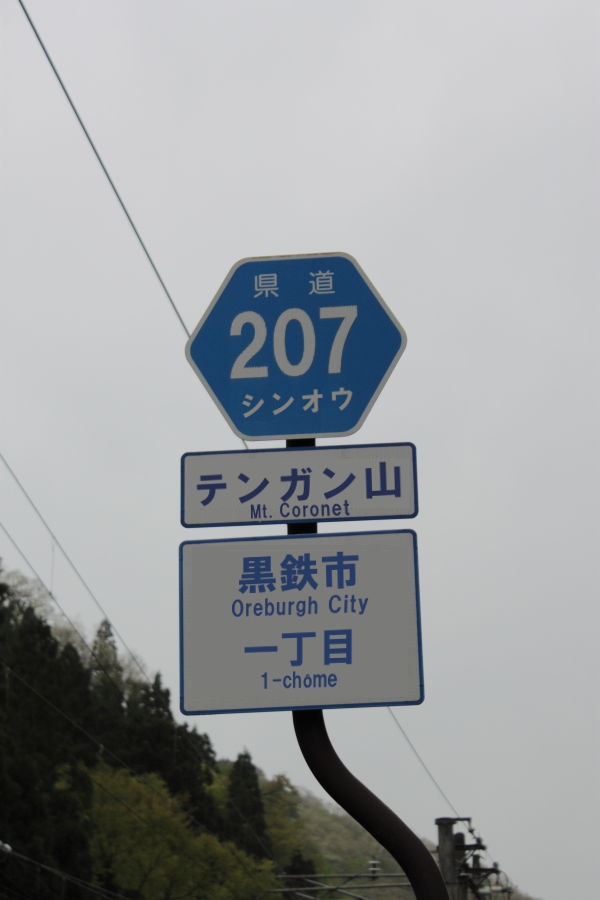 県道
207
シンオウ
テンガン山
Mt. Coronet
黒鉄市
Oreburgh City
一丁目
1-chome